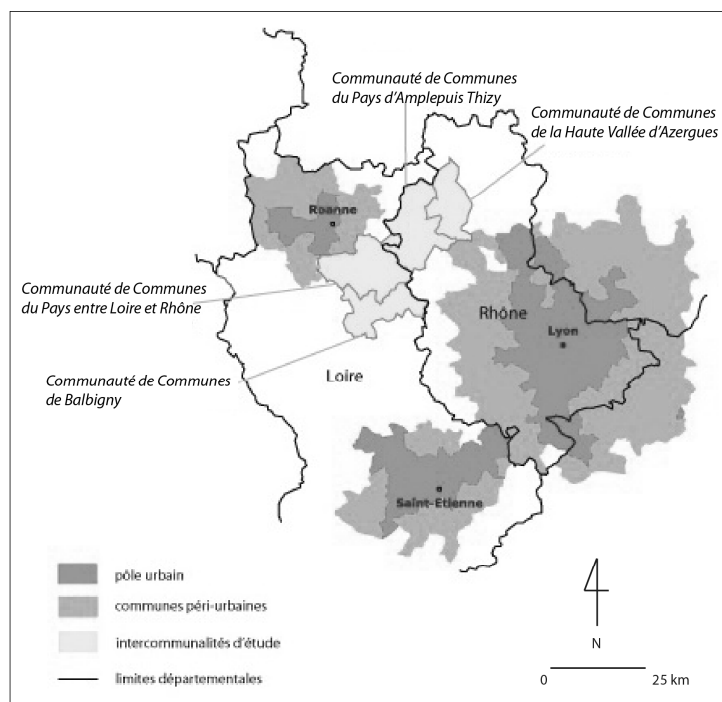 Communauté de Communes
du Pays d'Amplepuis Thizy
Communauté de Communes
de la Haute Vallée d'Azergues
Roanne
Communauté de Communes
du Pays entre Loire et Rhône
Rhône
Lyon
Communauté de Communes
de Balbigny
Loire
Saint-Etienne
pôle urbain
communes péri-urbaines
intercommunalités d'étude
limites départementales
N
0 25 km